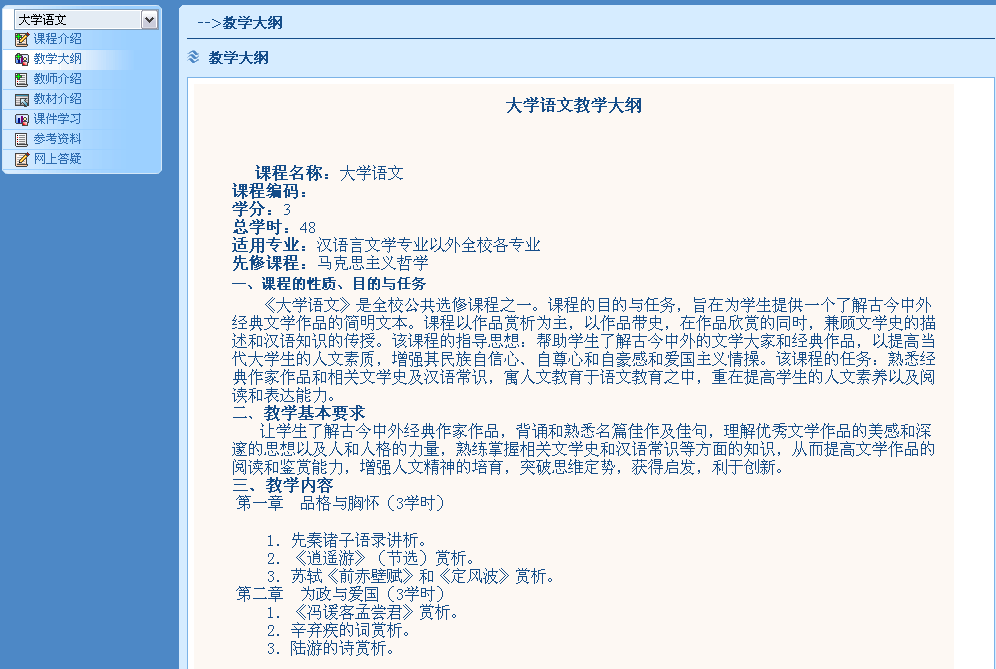 大学语文
课程介绍
教学大纲
教师介绍
教材介绍
课件学习
参考资料
网上答疑
-->教学大纲
教学大纲
大学语文教学大纲
课程名称：大学语文
课程编码：
学分：3
总学时：48
适用专业：汉语言文学专业以外全校各专业
先修课程：马克思主义哲学
一、课程的性质、目的与任务
《大学语文》是全校公共选修课程之一。课程的目的与任务，旨在为学生提供一个了解古今中外
经典文学作品的简明文本。课程以作品赏析为主，以作品带史，在作品欣赏的同时，兼顾文学史的描
述和汉语知识的传授。该课程的指导思想：帮助学生了解古今中外的文学大家和经典作品，以提高当
代大学生的人文素质，增强其民族自信心、自尊心和自豪感和爱国主义情操。该课程的任务：熟悉经
典作家作品和相关文学史及汉语常识，寓人文教育于语文教育之中，重在提高学生的人文素养以及阅
读和表达能力。
二、教学基本要求
让学生了解古今中外经典作家作品，背诵和熟悉名篇佳作及佳句，理解优秀文学作品的美感和深
邃的思想以及人和人格的力量，熟练掌握相关文学史和汉语常识等方面的知识，从而提高文学作品的
阅读和鉴赏能力，增强人文精神的培育，突破思维定势，获得启发，利于创新。
三、教学内容
第一章　品格与胸怀（3学时）
1. 先秦诸子语录讲析。
2. 《逍遥游》（节选）赏析。
3. 苏轼《前赤壁赋》和《定风波》赏析。
第二章　为政与爱国（3学时）
1. 《冯谖客孟尝君》赏析。
2. 辛弃疾的词赏析。
3. 陆游的诗赏析。